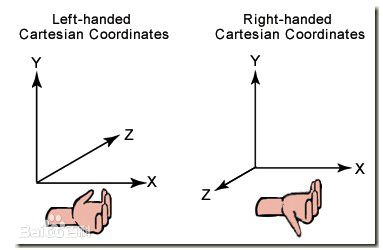 Left-handed
Cartesian Coordinates
Y
Z
X
Right-handed
Cartesian Coordinates
Y
X
Z